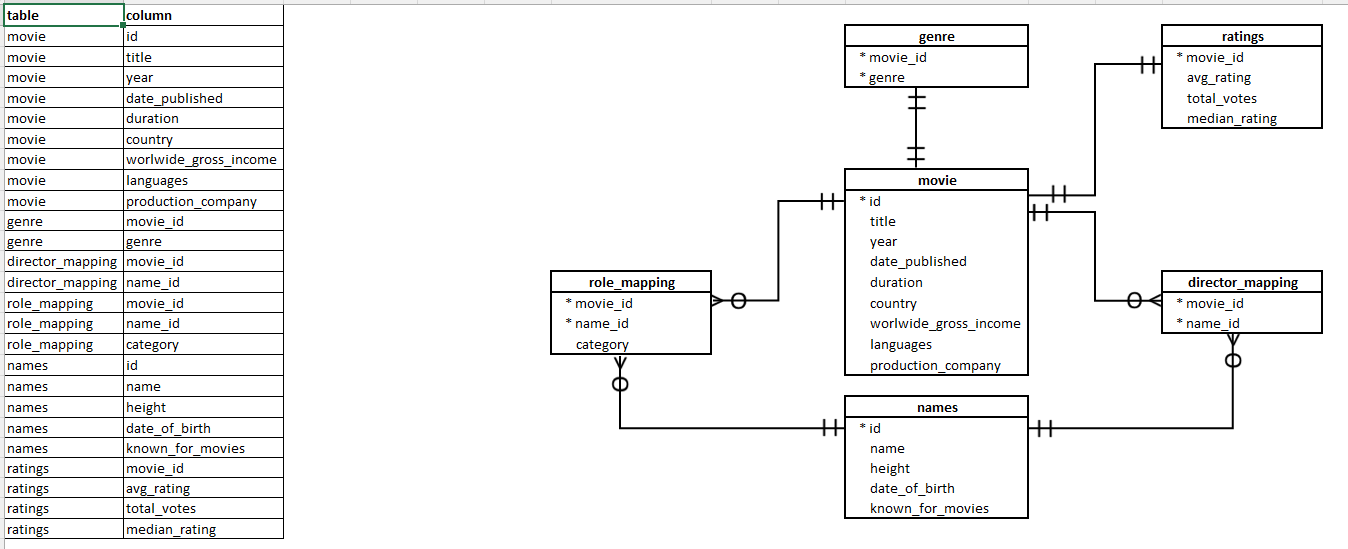 table column
movie id
movie title
movie year
movie date_published
movie duration
movie country
movie worlwide_gross_income
movie languages
movie production_company
genre movie_id
genre genre
director_mapping movie_id
director_mapping name_id
role_mapping movie_id
role_mapping name_id
role_mapping category
names id
names name
names height
names date_of_birth
names known_for_movies
ratings movie_id
ratings avg_rating
ratings total_votes
ratings median_rating
genre
* movie_id
* genre
ratings
* movie_id
avg_rating
total_votes
median_rating
movie
* id
title
year
date_published
duration
country
worlwide_gross_income
languages
production_company
role_mapping
* movie_id
* name_id
category
director_mapping
* movie_id
* name_id
names
* id
name
height
date_of_birth
known_for_movies